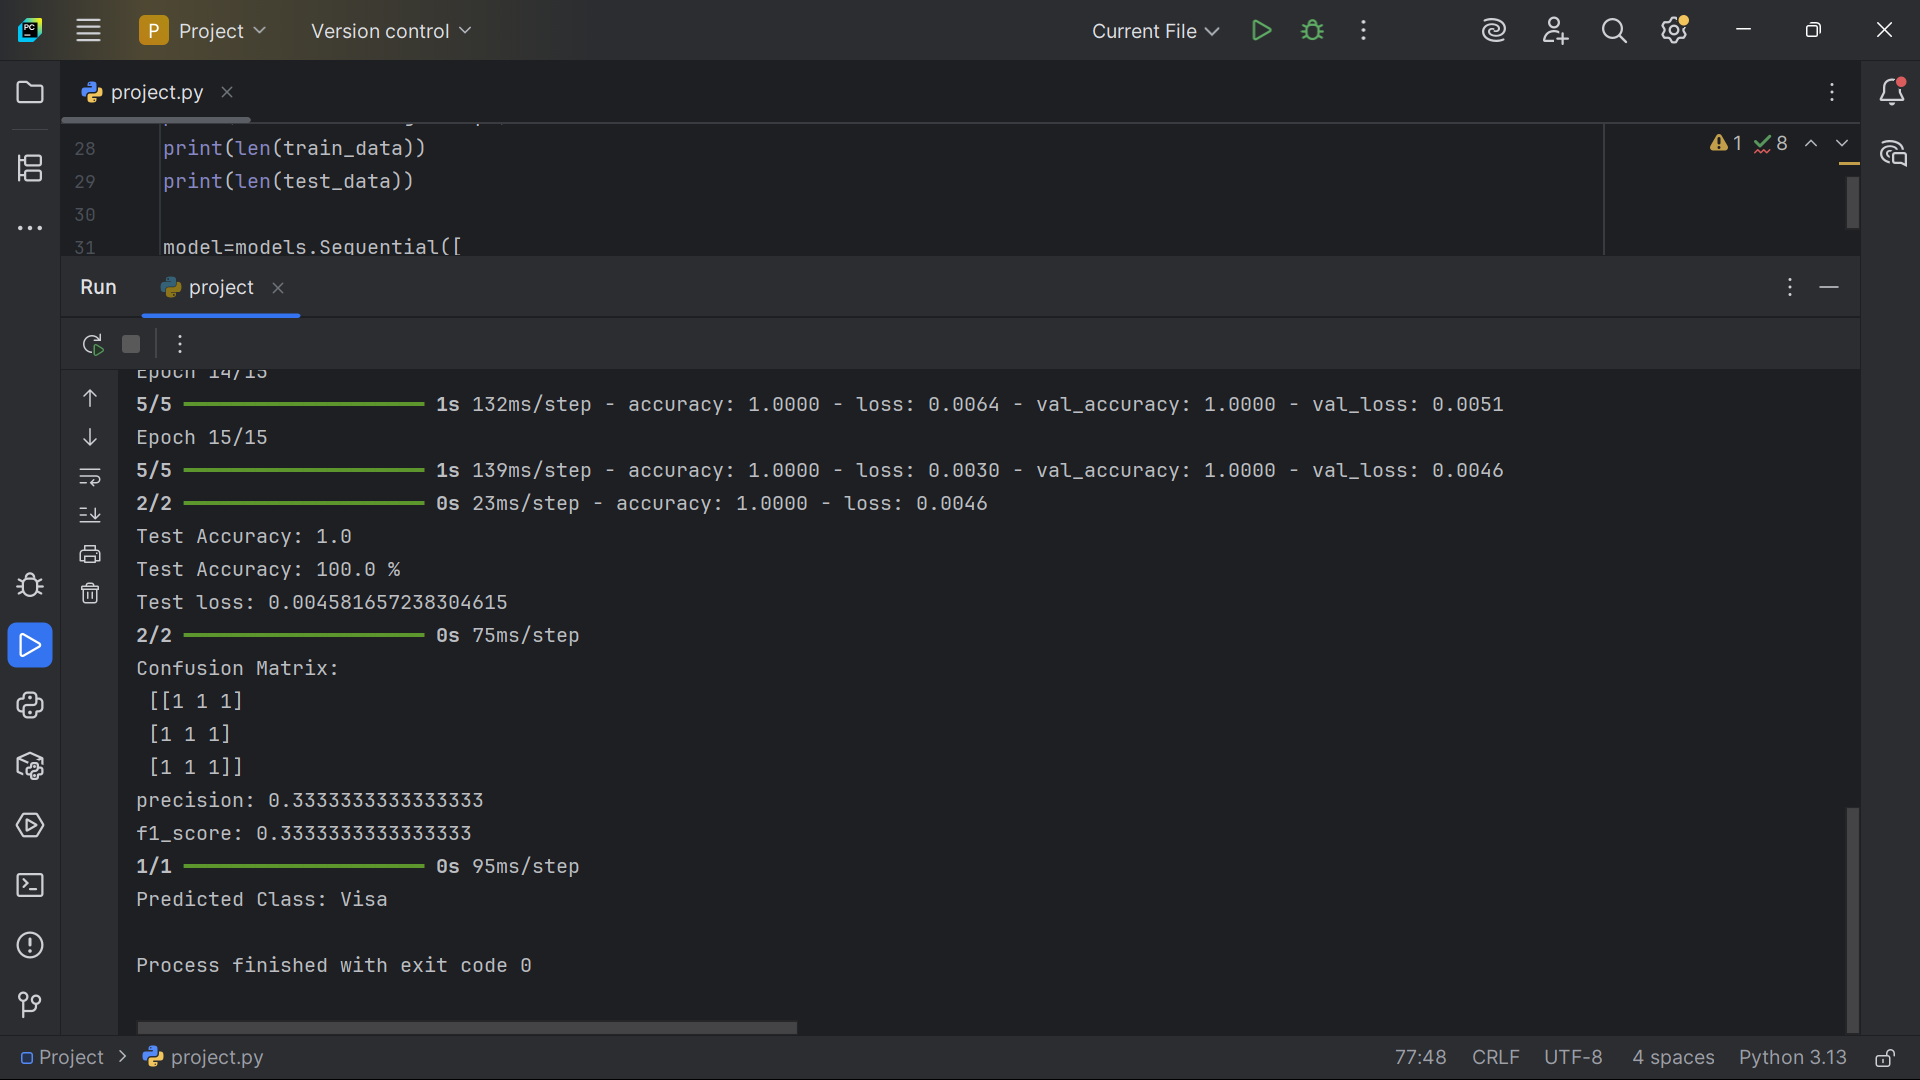 PC
P Project Version control Current File
project.py
28 print(len(train_data))
29 print(len(test_data))
30
31 model=models.Sequential([
1 8
Run project
Epoch 14/15
5/5 1s 132ms/step - accuracy: 1.0000 - loss: 0.0064 - val_accuracy: 1.0000 - val_loss: 0.0051
Epoch 15/15
5/5 1s 139ms/step - accuracy: 1.0000 - loss: 0.0030 - val_accuracy: 1.0000 - val_loss: 0.0046
2/2 0s 23ms/step - accuracy: 1.0000 - loss: 0.0046
Test Accuracy: 1.0
Test Accuracy: 100.0 %
Test loss: 0.004581657238304615
2/2 0s 75ms/step
Confusion Matrix:
[[1 1 1]
[1 1 1]
[1 1 1]]
precision: 0.3333333333333333
f1_score: 0.3333333333333333
1/1 0s 95ms/step
Predicted Class: Visa
Process finished with exit code 0
Project > project.py 77:48 CRLF UTF-8 4 spaces Python 3.13